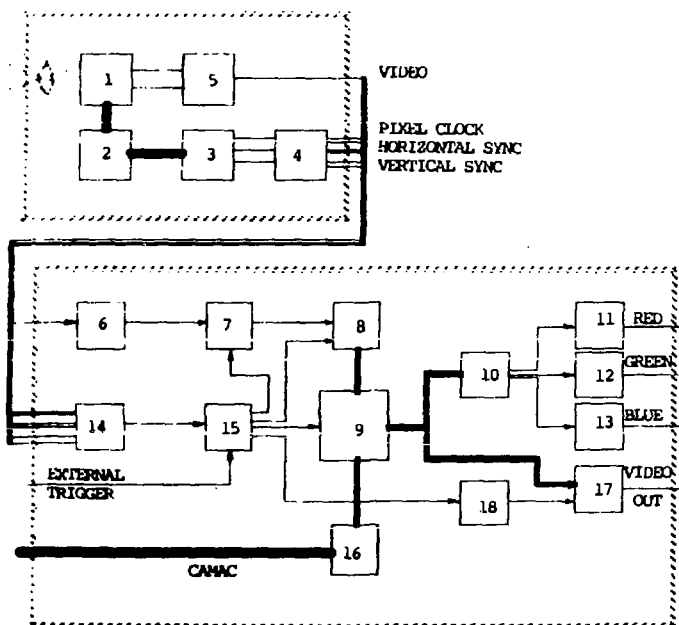 1
5
VIDEO
2
3
4
PIXEL CLOCK
HORIZONTAL SYNC
VERTICAL SYNC
6
7
8
11
RED
10
12
GREEN
14
15
9
13
BLUE
EXTERNAL
TRIGGER
18
17
VIDEO
OUT
16
CAMAC